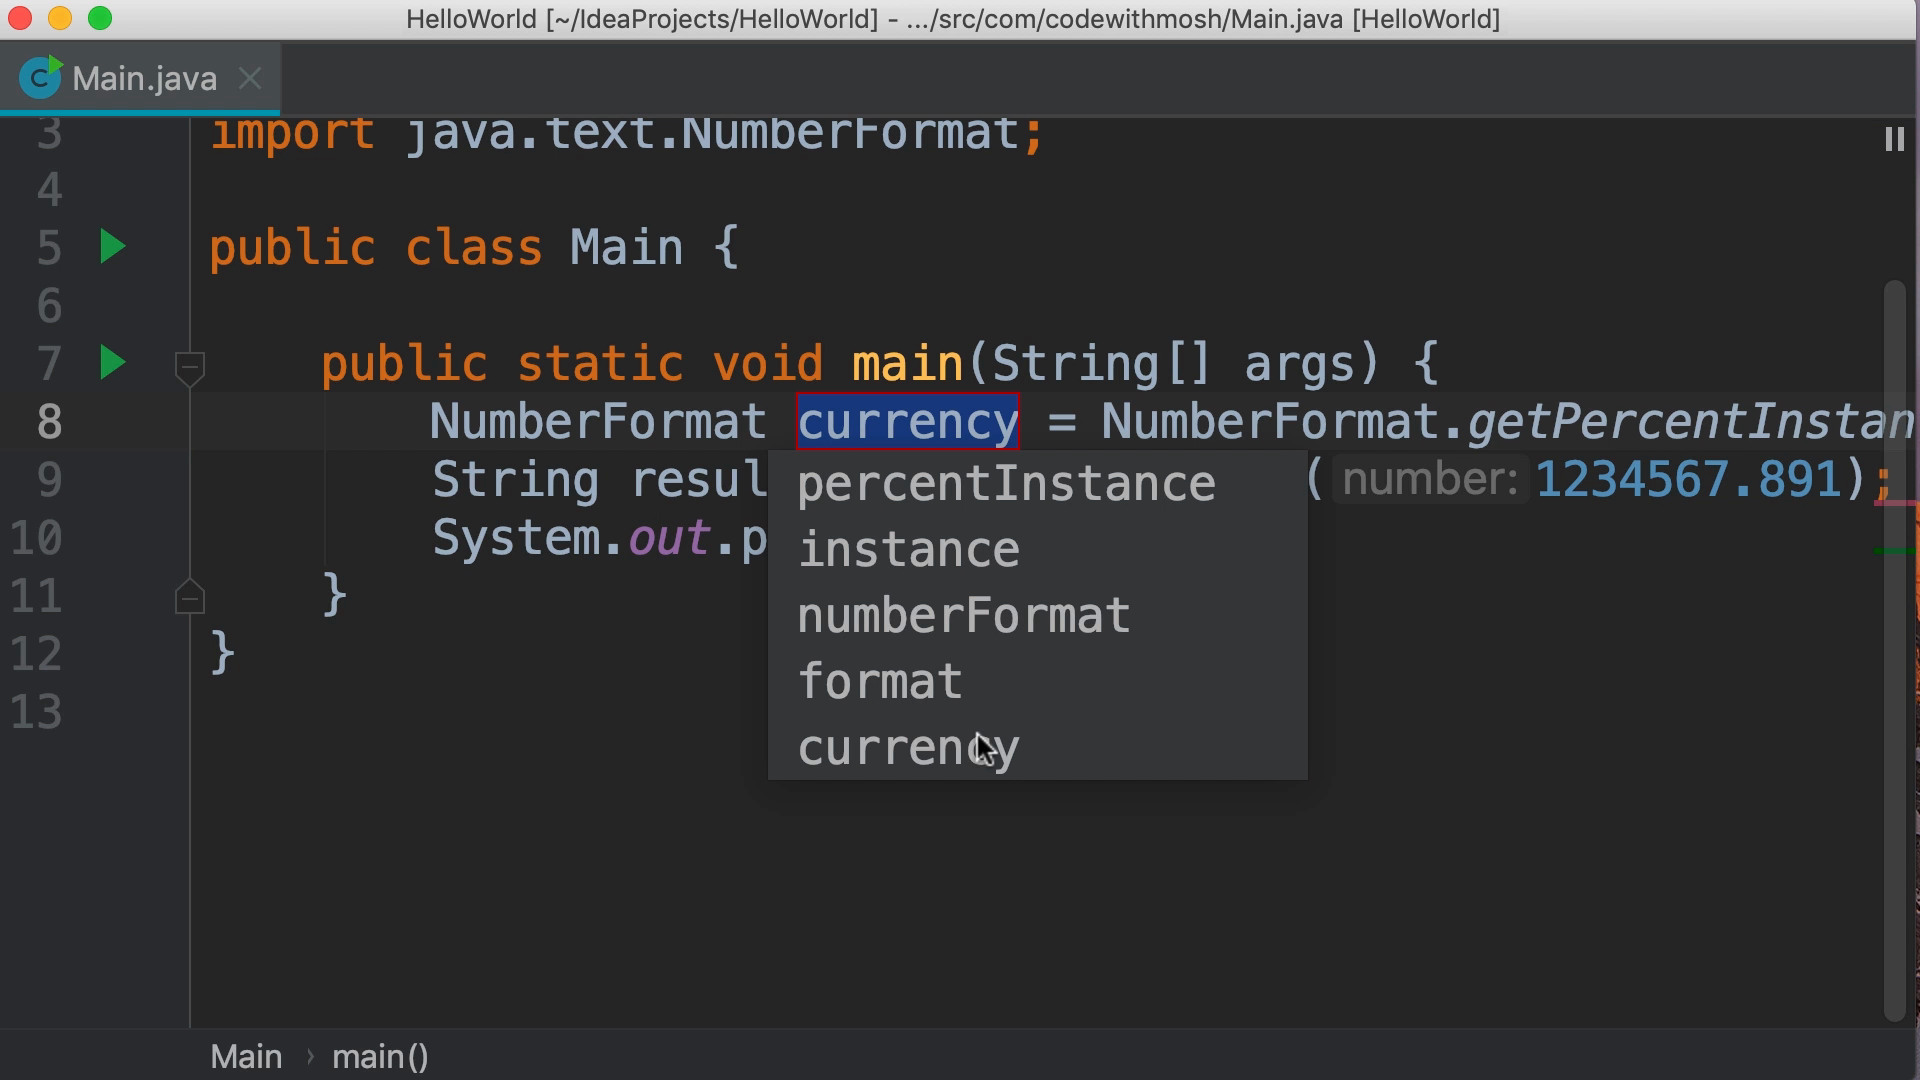 HelloWorld [~/IdeaProjects/HelloWorld] - .../src/com/codewithmosh/Main.java [HelloWorld]
C Main.java
3 import java.text.NumberFormat;
4
5 public class Main {
6
7 public static void main(String[] args) {
8 NumberFormat currency = NumberFormat.getPercentInstan
9 String resul ( number: 1234567.891);
10 System.out.p
percentInstance
instance
numberFormat
format
currency
11 }
12 }
13
Main › main()